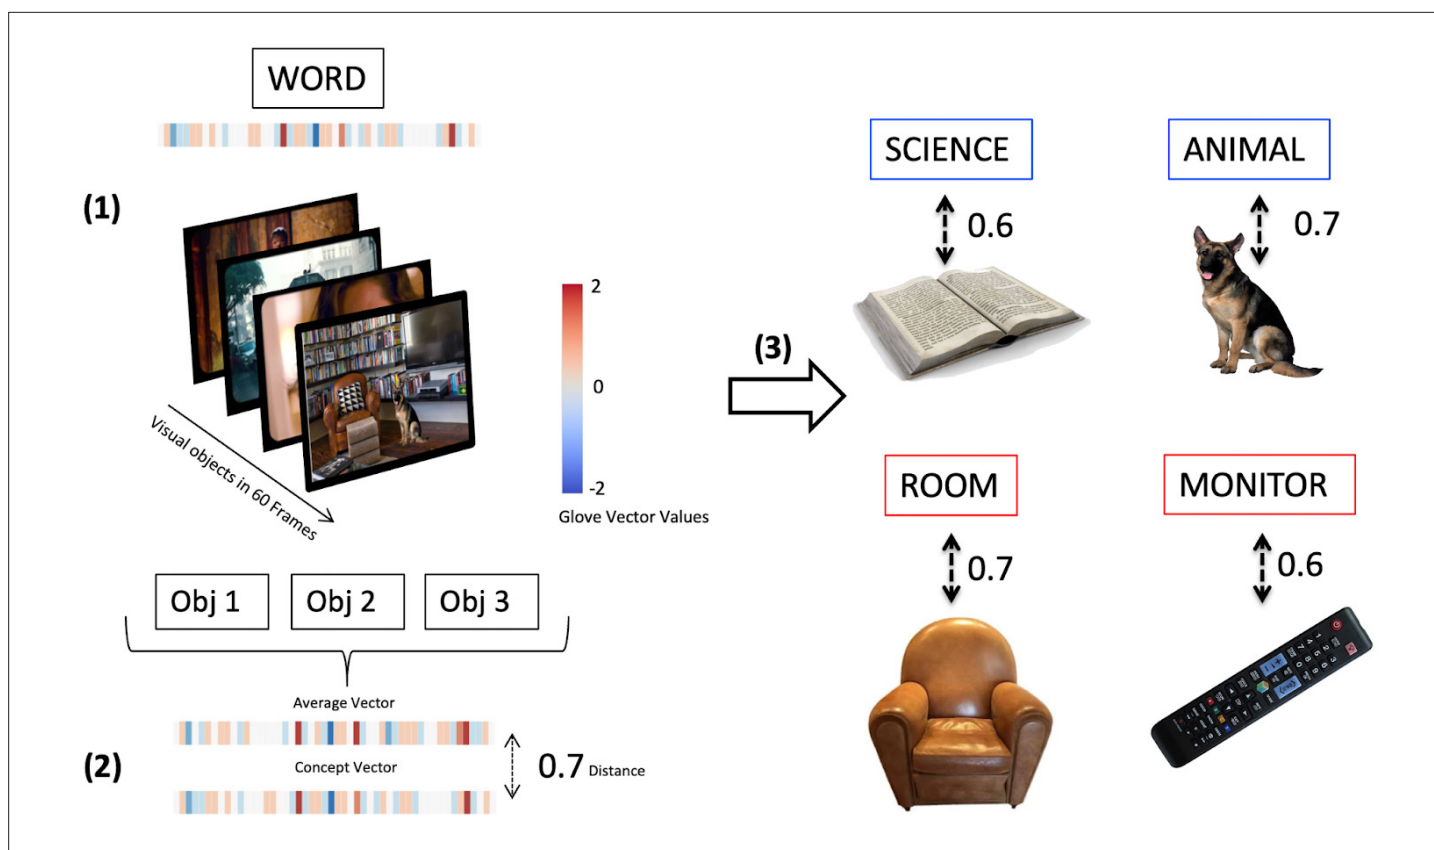 WORD
(1)
Visual objects in 60 Frames
2
0
-2
Glove Vector Values
Obj 1
Obj 2
Obj 3
Average Vector
(2)
Concept Vector
0.7 Distance
(3)
SCIENCE
0.6
ANIMAL
0.7
ROOM
0.7
MONITOR
0.6